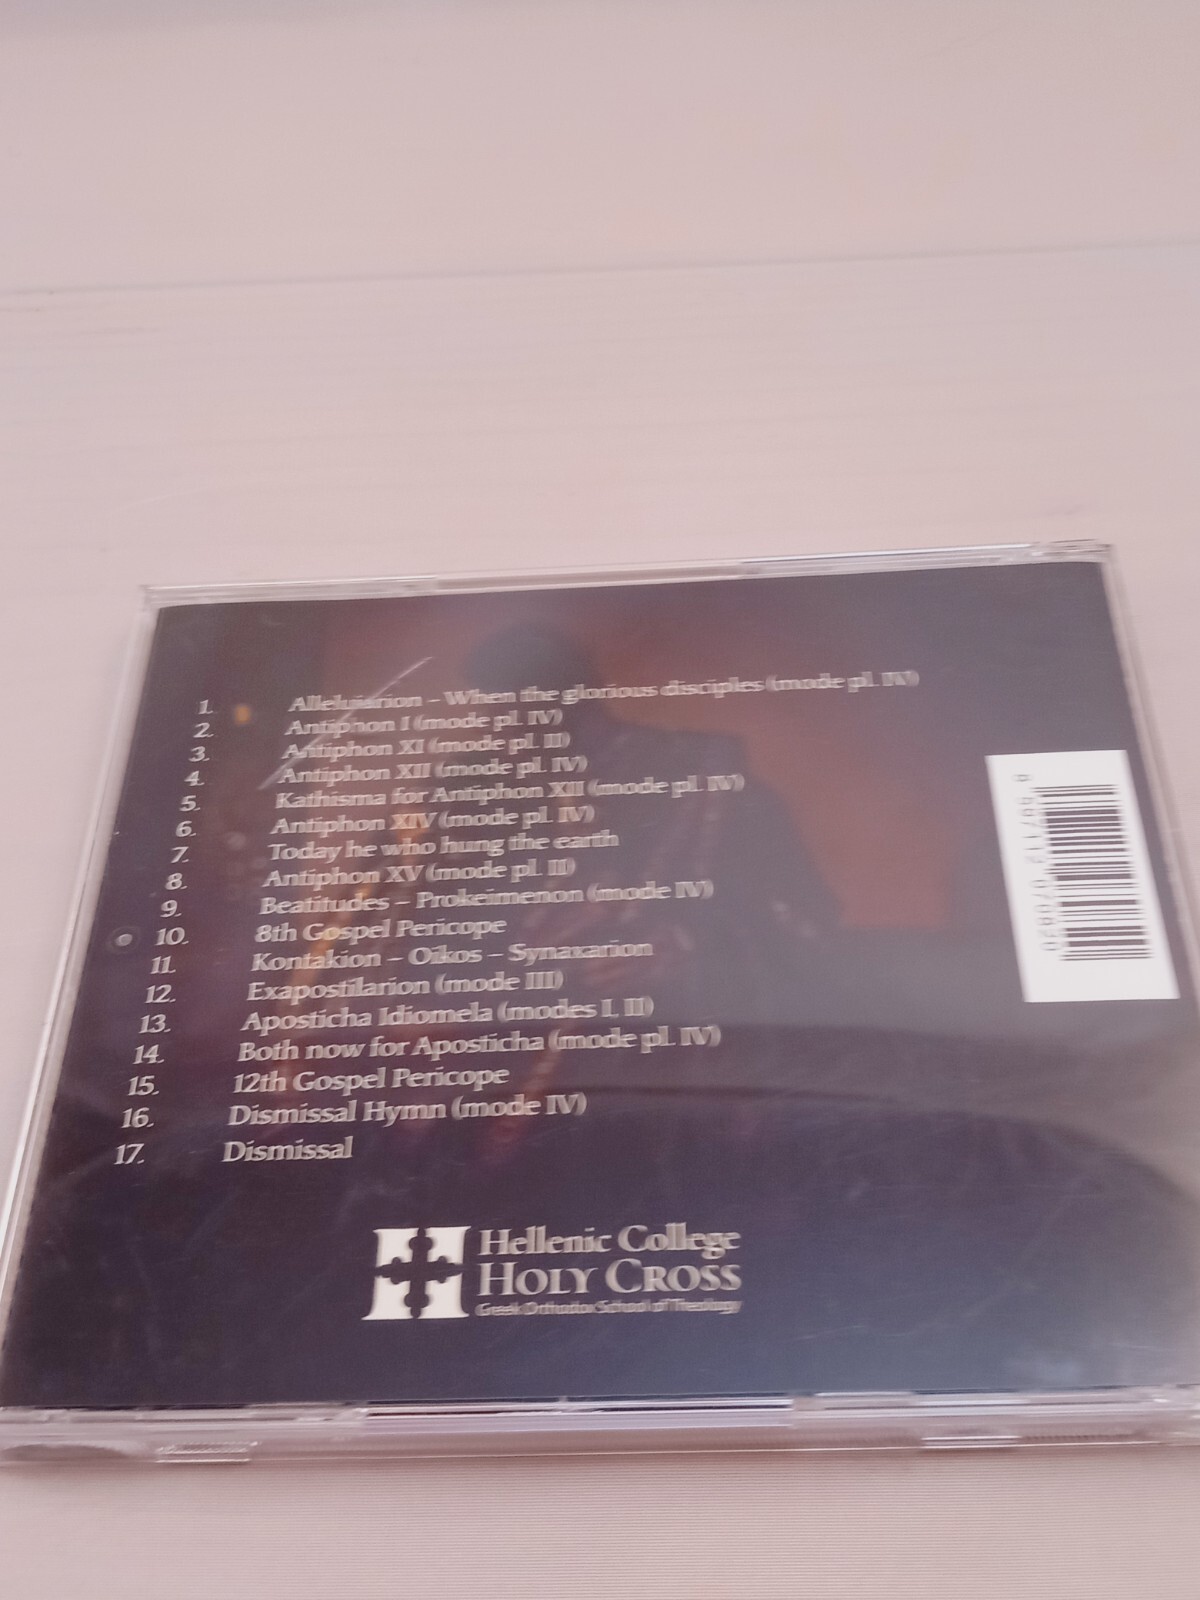 1. Alleluiarion – When the glorious disciples (mode pl. IV)
2. Antiphon I (mode pl. IV)
3. Antiphon XI (mode pl. II)
4. Antiphon XII (mode pl. IV)
5. Kathisma for Antiphon XII (mode pl. IV)
6. Antiphon XIV (mode pl. IV)
7. Today he who hung the earth
8. Antiphon XV (mode pl. II)
9. Beatitudes – Prokeimenon (mode IV)
10. 8th Gospel Pericope
11. Kontakion – Oikos – Synaxarion
12. Exapostilarion (mode III)
13. Aposticha Idiomela (modes I, II)
14. Both now for Aposticha (mode pl. IV)
15. 12th Gospel Pericope
16. Dismissal Hymn (mode IV)
17. Dismissal
Hellenic College
HOLY CROSS
Greek Orthodox School of Theology